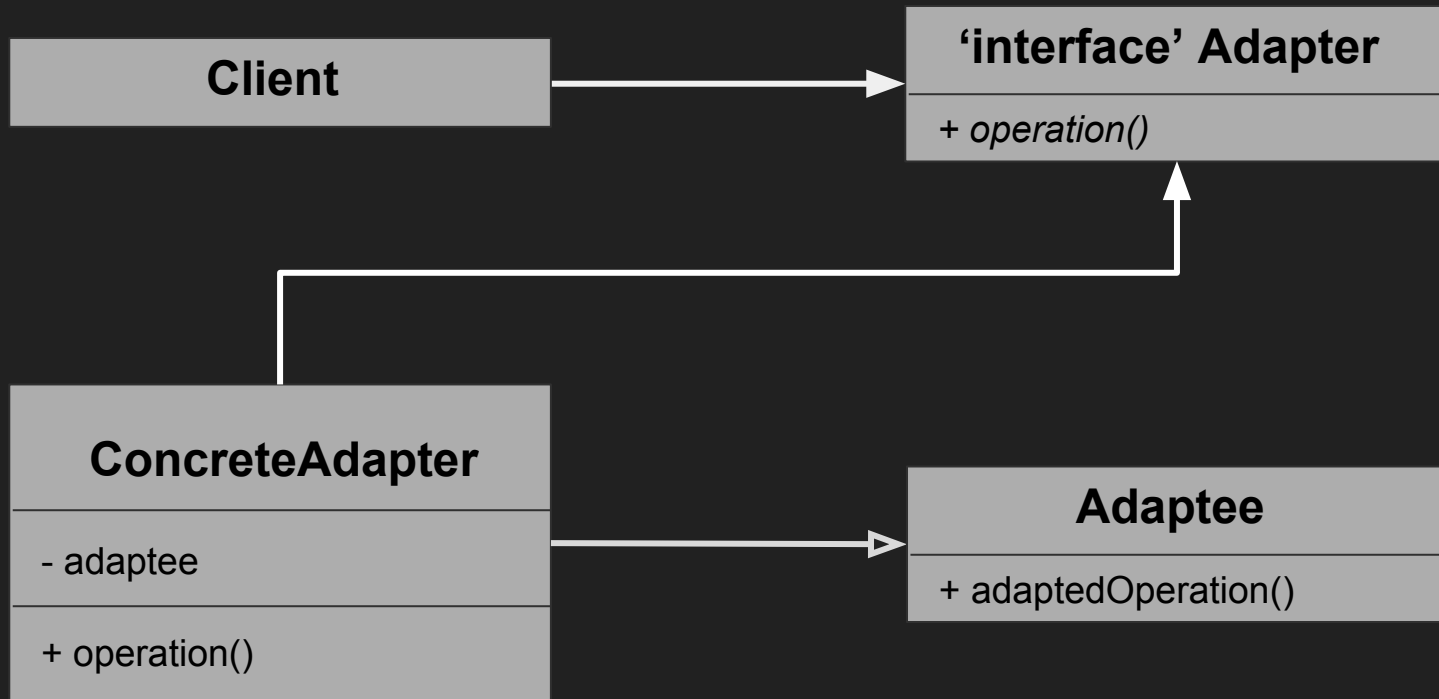 Client
‘interface’ Adapter
+ operation()
ConcreteAdapter
- adaptee
+ operation()
Adaptee
+ adaptedOperation()